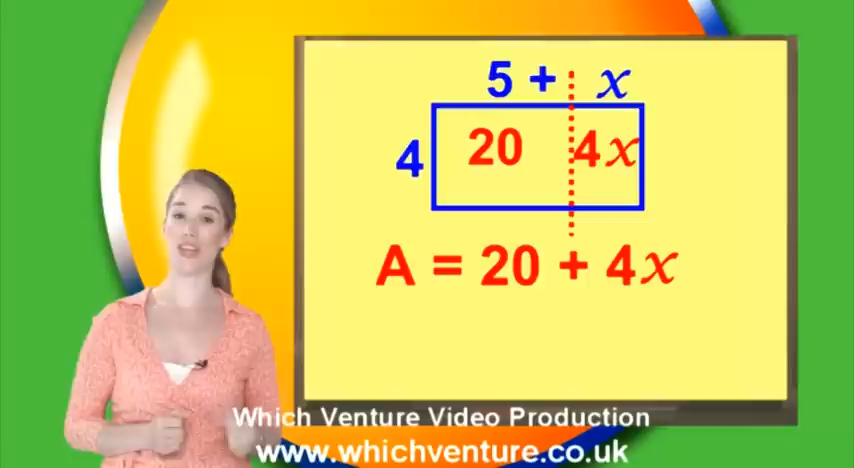 5 + x
4 20 4x
A = 20 + 4x
Which Venture Video Production
www.whichventure.co.uk